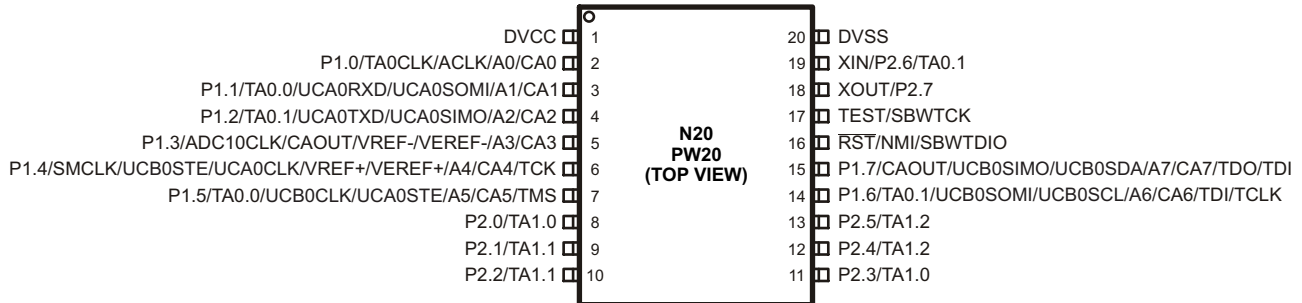 DVCC 1 20 DVSS
P1.0/TA0CLK/ACLK/A0/CA0 2 19 XIN/P2.6/TA0.1
P1.1/TA0.0/UCA0RXD/UCA0SOMI/A1/CA1 3 18 XOUT/P2.7
P1.2/TA0.1/UCA0TXD/UCA0SIMO/A2/CA2 4 17 TEST/SBWTCK
P1.3/ADC10CLK/CAOUT/VREF-/VEREF-/A3/CA3 5 N20 16 RST/NMI/SBWTDIO
PW20
P1.4/SMCLK/UCB0STE/UCA0CLK/VREF+/VEREF+/A4/CA4/TCK 6 (TOP VIEW) 15 P1.7/CAOUT/UCB0SIMO/UCB0SDA/A7/CA7/TDO/TDI
P1.5/TA0.0/UCB0CLK/UCA0STE/A5/CA5/TMS 7 14 P1.6/TA0.1/UCB0SOMI/UCB0SCL/A6/CA6/TDI/TCLK
P2.0/TA1.0 8 13 P2.5/TA1.2
P2.1/TA1.1 9 12 P2.4/TA1.2
P2.2/TA1.1 10 11 P2.3/TA1.0